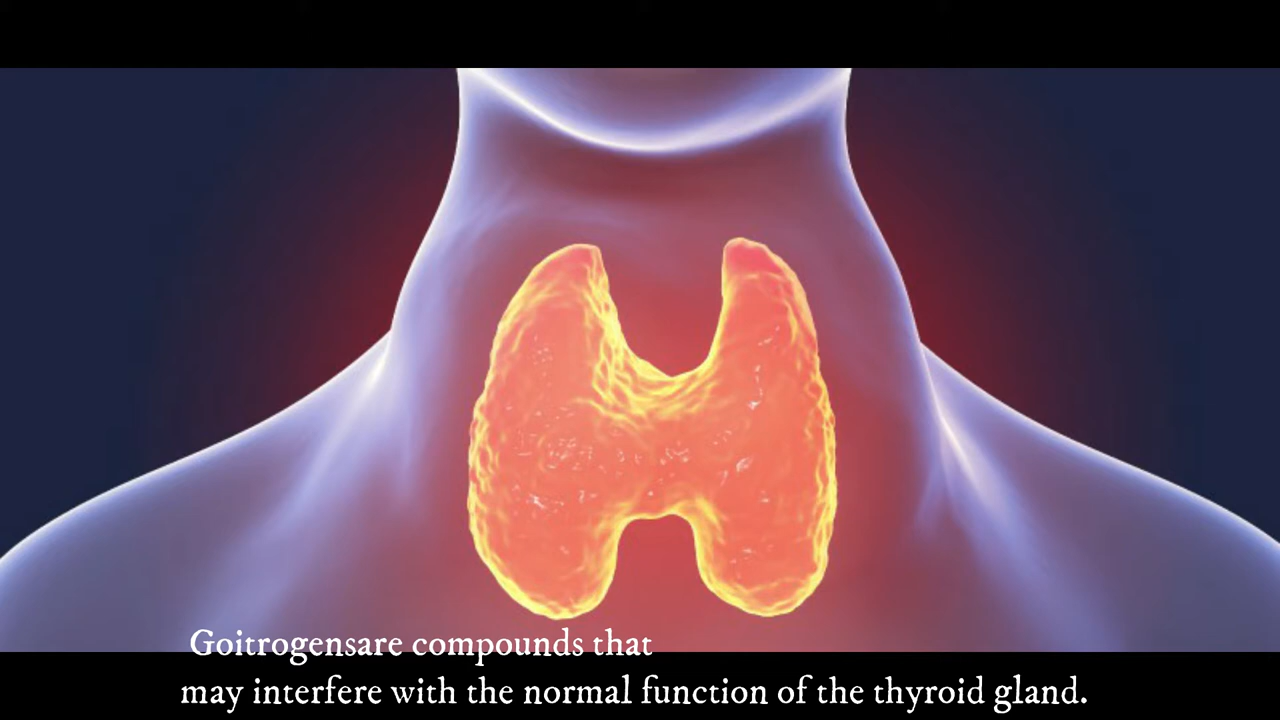 Goitrogensare compounds that
may interfere with the normal function of the thyroid gland.